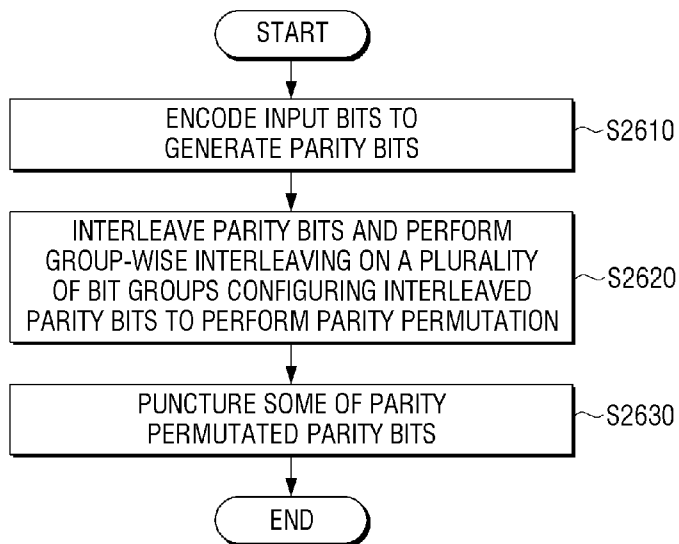 START
ENCODE INPUT BITS TO
GENERATE PARITY BITS
S2610
INTERLEAVE PARITY BITS AND PERFORM
GROUP-WISE INTERLEAVING ON A PLURALITY
OF BIT GROUPS CONFIGURING INTERLEAVED
PARITY BITS TO PERFORM PARITY PERMUTATION
S2620
PUNCTURE SOME OF PARITY
PERMUTATED PARITY BITS
S2630
END